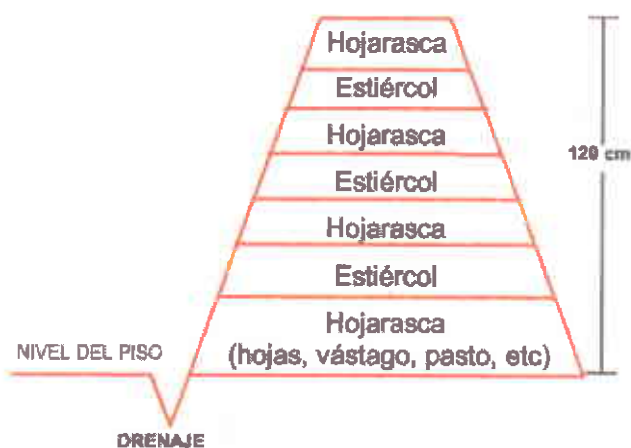 Hojarasca
Estiércol
Hojarasca
120 cm
Estiércol
Hojarasca
Estiércol
Hojarasca
(hojas, vástago, pasto, etc)
NIVEL DEL PISO
DRENAJE